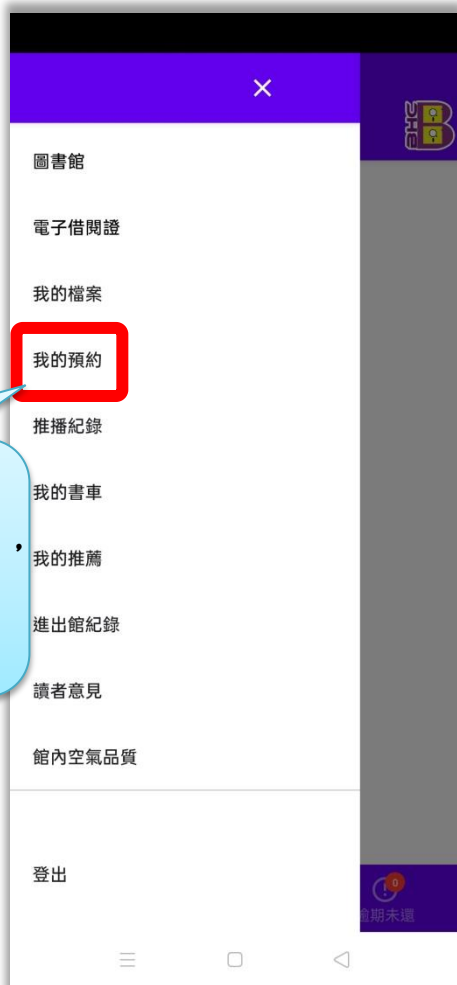 圖書館
電子借閱證
我的檔案
我的預約
推播紀錄
我的書車
，
我的推薦
進出館紀錄
讀者意見
館內空氣品質
登出
0
逾期未還